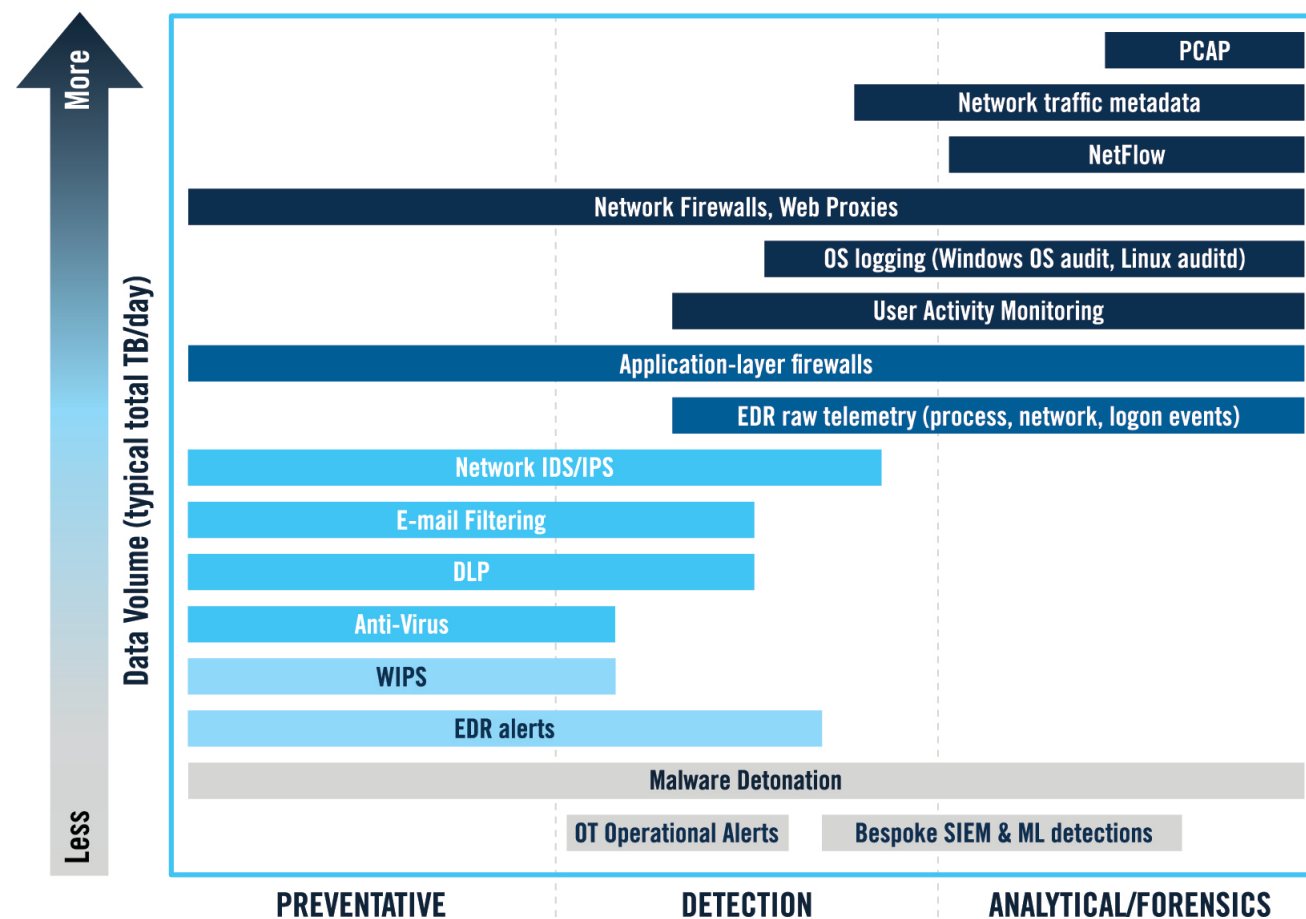 More
Data Volume (typical total TB/day)
Less
PCAP
Network traffic metadata
NetFlow
Network Firewalls, Web Proxies
OS logging (Windows OS audit, Linux auditd)
User Activity Monitoring
Application-layer firewalls
EDR raw telemetry (process, network, logon events)
Network IDS/IPS
E-mail Filtering
DLP
Anti-Virus
WIPS
EDR alerts
Malware Detonation
OT Operational Alerts
Bespoke SIEM & ML detections
PREVENTATIVE
DETECTION
ANALYTICAL/FORENSICS